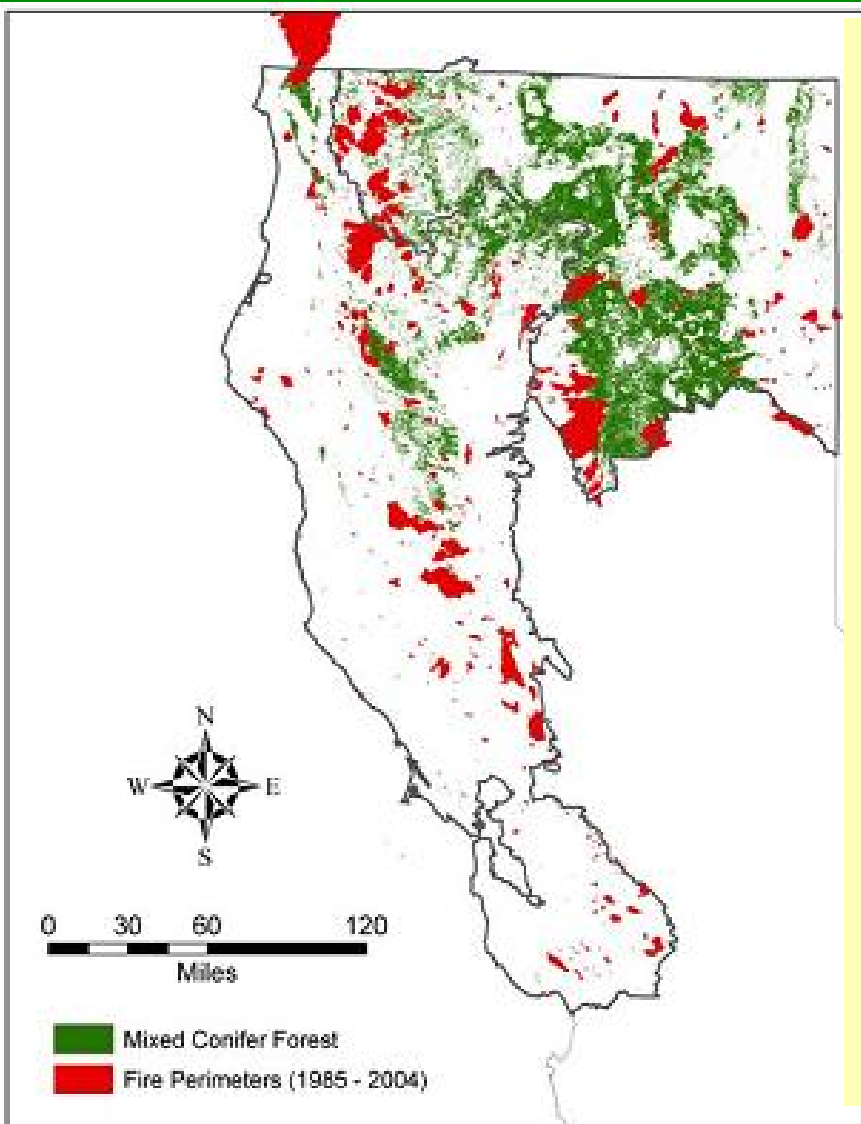 N
W E
S
0 30 60 120
Miles
Mixed Conifer Forest
Fire Perimeters (1985 - 2004)